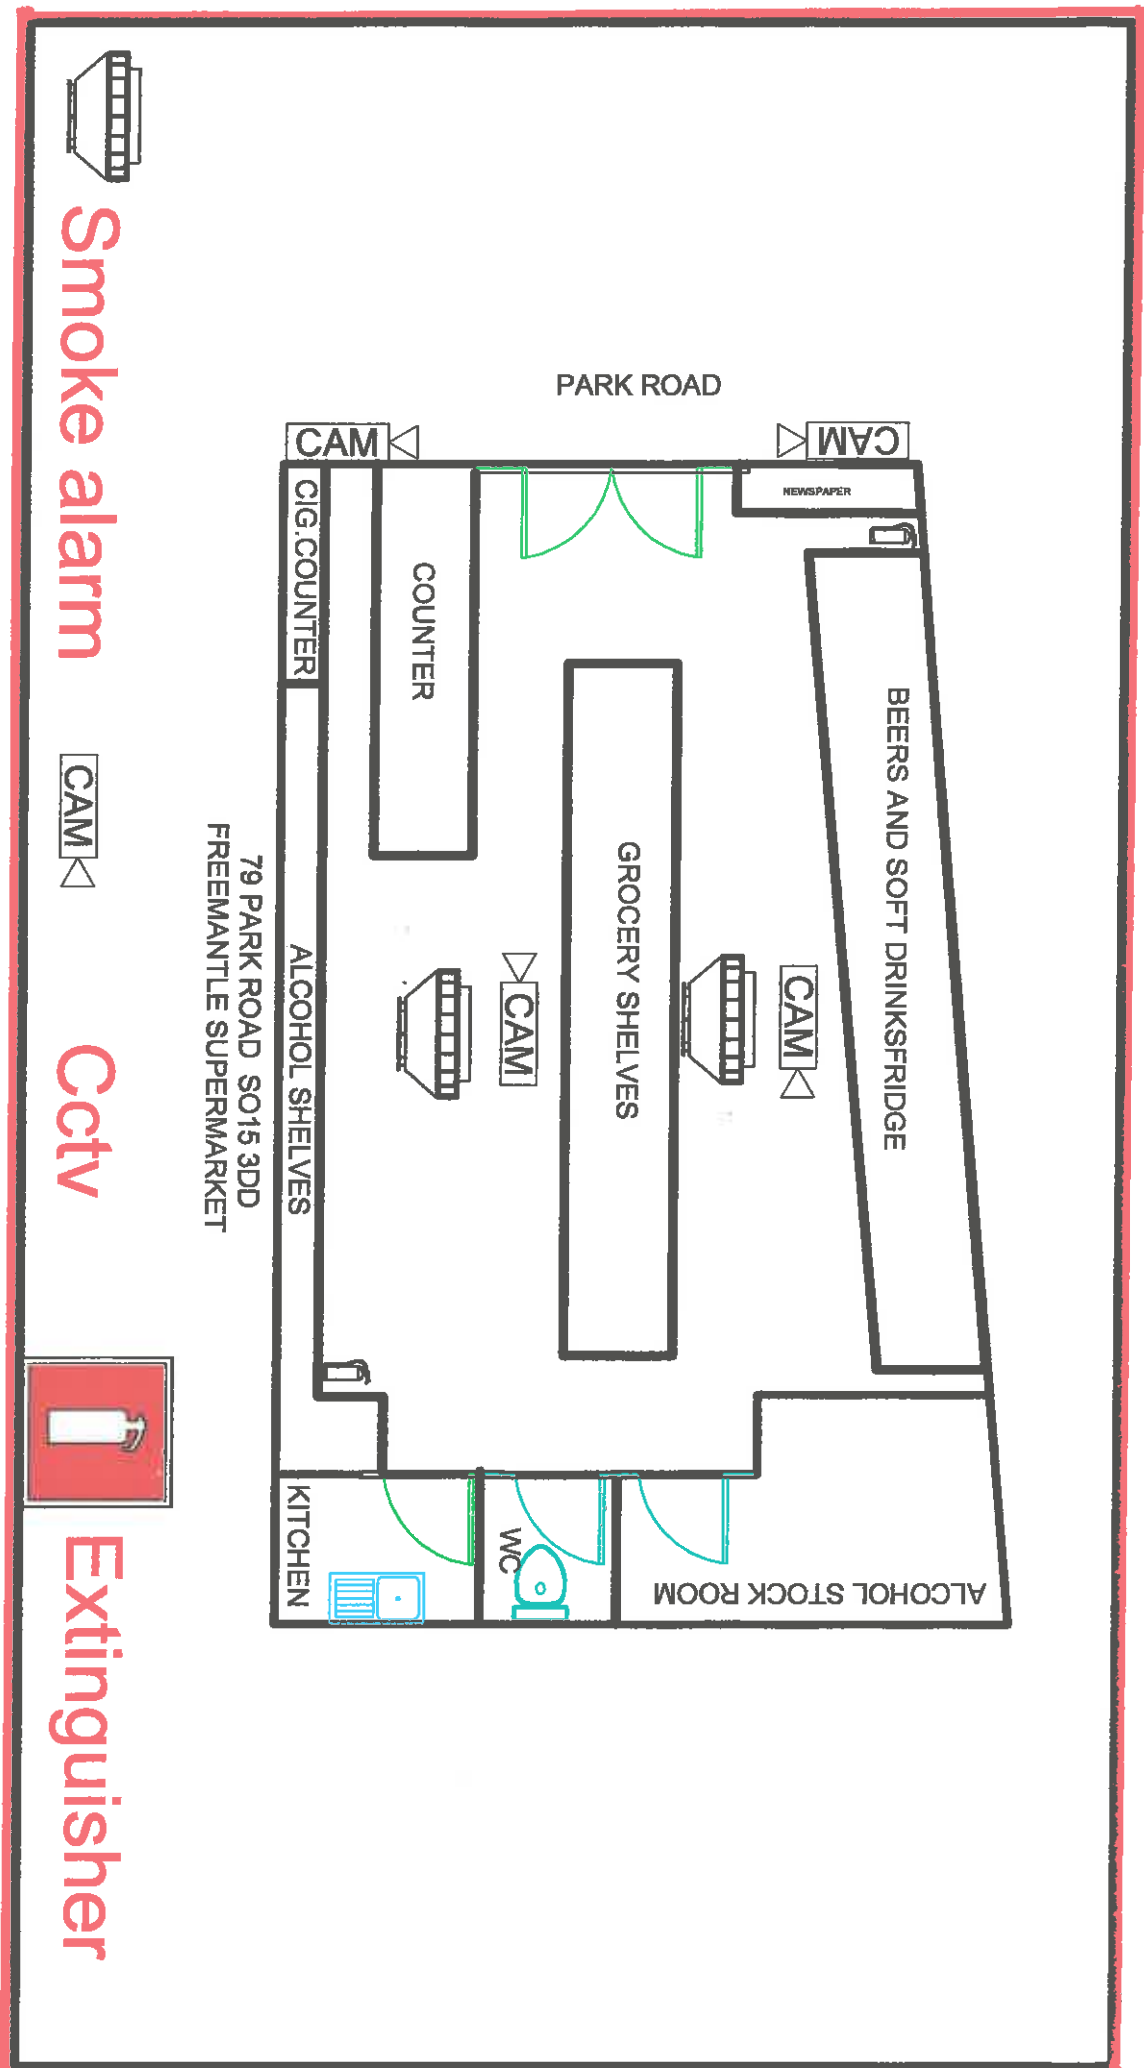 PARK ROAD
CAM
CAM
NEWSPAPER
CIG.COUNTER
COUNTER
BEERS AND SOFT DRINKSFRIDGE
GROCERY SHELVES
CAM
CAM
ALCOHOL SHELVES
KITCHEN
WC
ALCOHOL STOCK ROOM
79 PARK ROAD SO15 3DD
FREEMANTLE SUPERMARKET
Smoke alarm
CAM
Cctv
Extinguisher